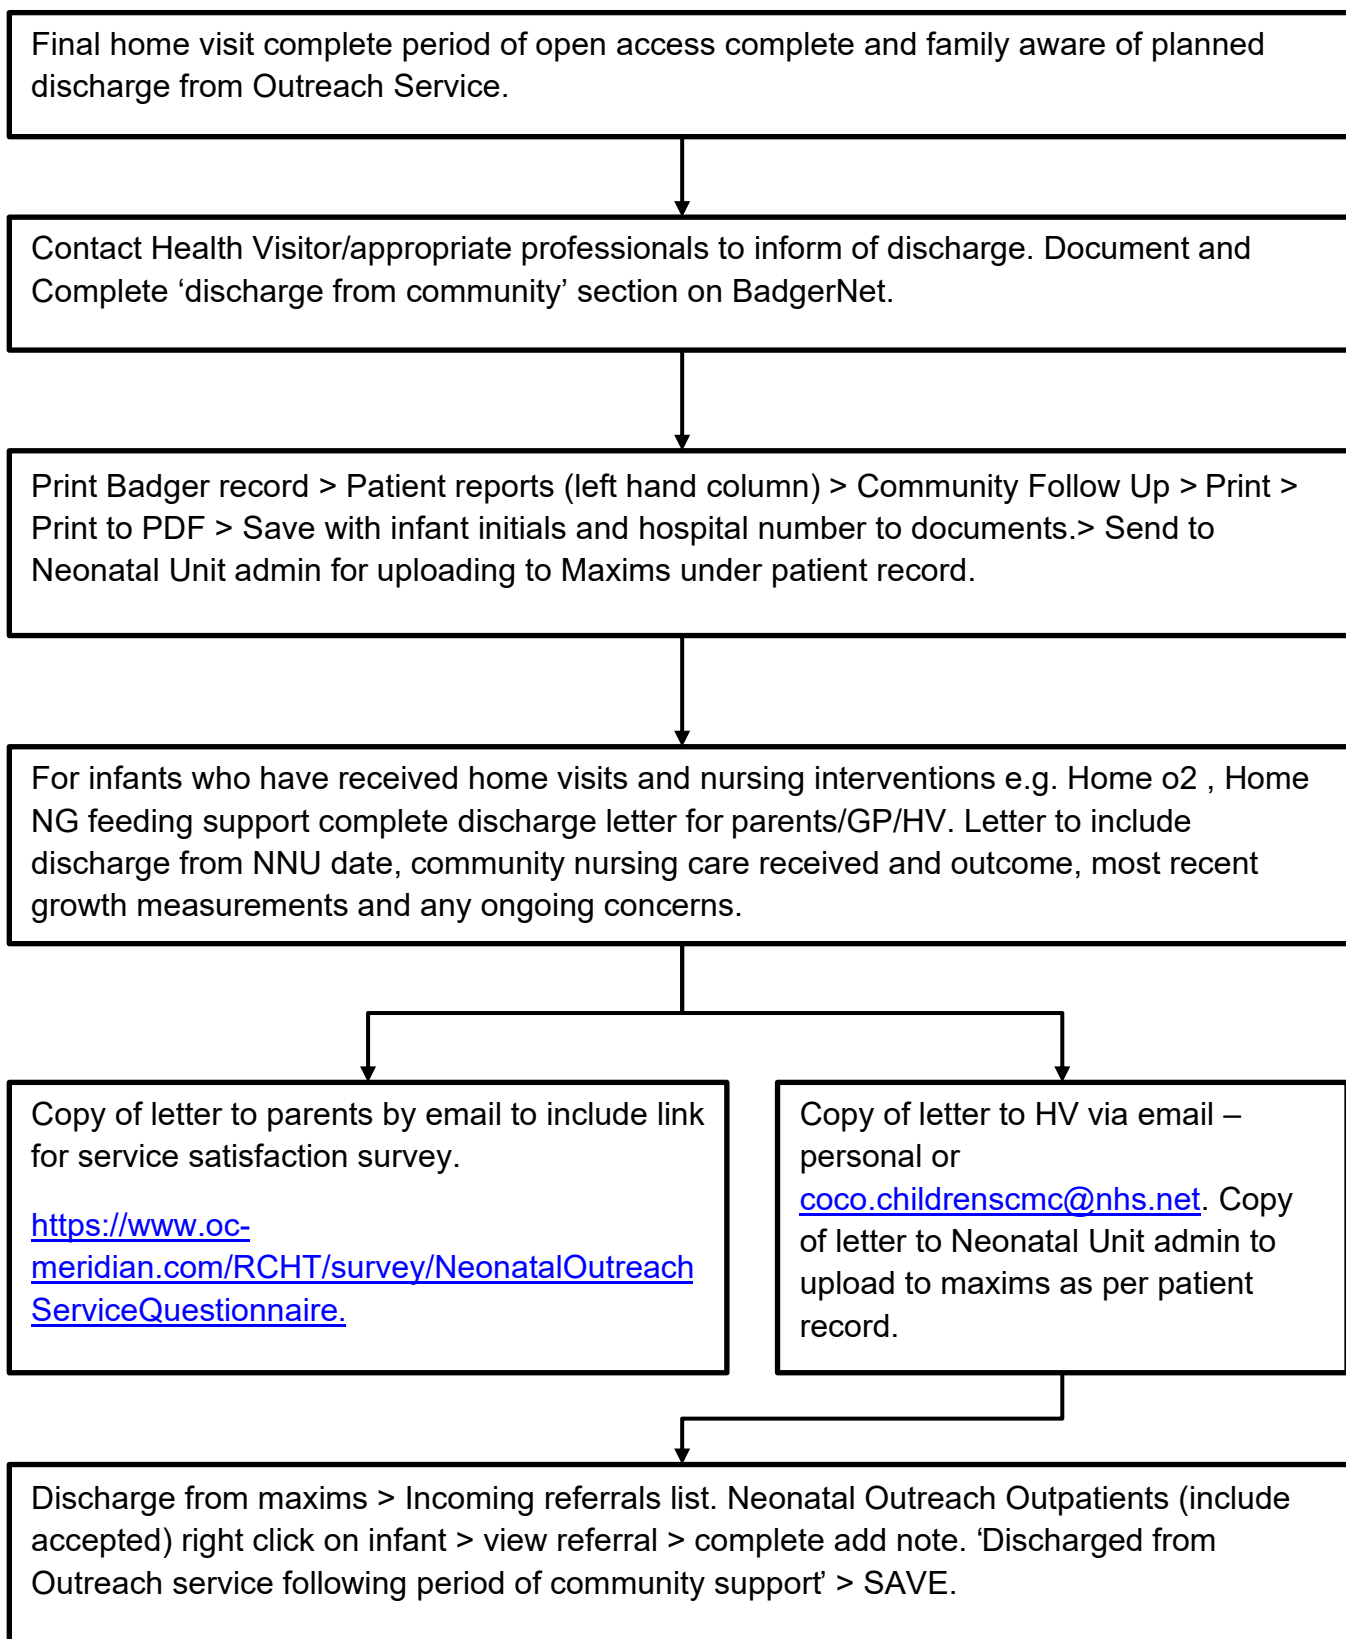 Final home visit complete period of open access complete and family aware of planned
discharge from Outreach Service.
Contact Health Visitor/appropriate professionals to inform of discharge. Document and
Complete ‘discharge from community’ section on BadgerNet.
Print Badger record > Patient reports (left hand column) > Community Follow Up > Print >
Print to PDF > Save with infant initials and hospital number to documents.> Send to
Neonatal Unit admin for uploading to Maxims under patient record.
For infants who have received home visits and nursing interventions e.g. Home o2 , Home
NG feeding support complete discharge letter for parents/GP/HV. Letter to include
discharge from NNU date, community nursing care received and outcome, most recent
growth measurements and any ongoing concerns.
Copy of letter to parents by email to include link
for service satisfaction survey.
https://www.oc-
meridian.com/RCHT/survey/NeonatalOutreach
ServiceQuestionnaire.
Copy of letter to HV via email –
personal or
coco.childrenscmc@nhs.net. Copy
of letter to Neonatal Unit admin to
upload to maxims as per patient
record.
Discharge from maxims > Incoming referrals list. Neonatal Outreach Outpatients (include
accepted) right click on infant > view referral > complete add note. ‘Discharged from
Outreach service following period of community support’ > SAVE.